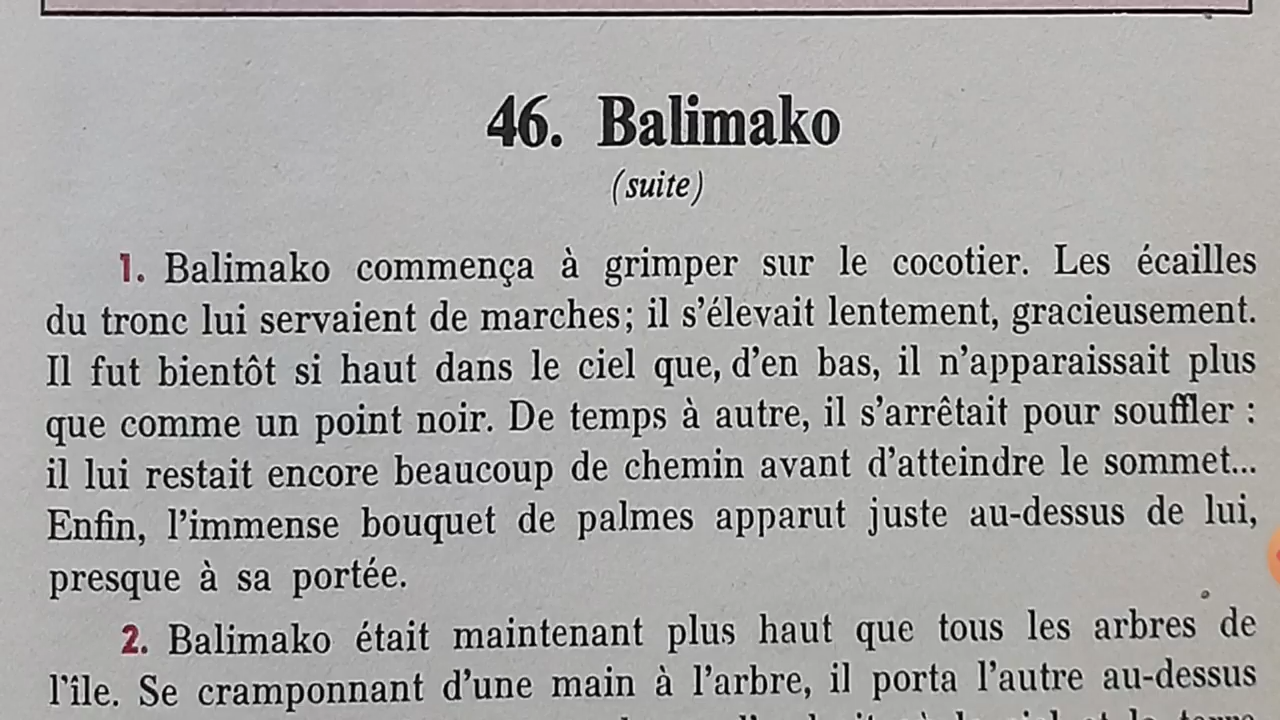 46. Balimako
(suite)
1. Balimako commença à grimper sur le cocotier. Les écailles
du tronc lui servaient de marches; il s'élevait lentement, gracieusement.
Il fut bientôt si haut dans le ciel que, d'en bas, il n'apparaissait plus
que comme un point noir. De temps à autre, il s'arrêtait pour souffler :
il lui restait encore beaucoup de chemin avant d'atteindre le sommet...
Enfin, l'immense bouquet de palmes apparut juste au-dessus de lui,
presque à sa portée.
2. Balimako était maintenant plus haut que tous les arbres de
l'île. Se cramponnant d'une main à l'arbre, il porta l'autre au-dessus